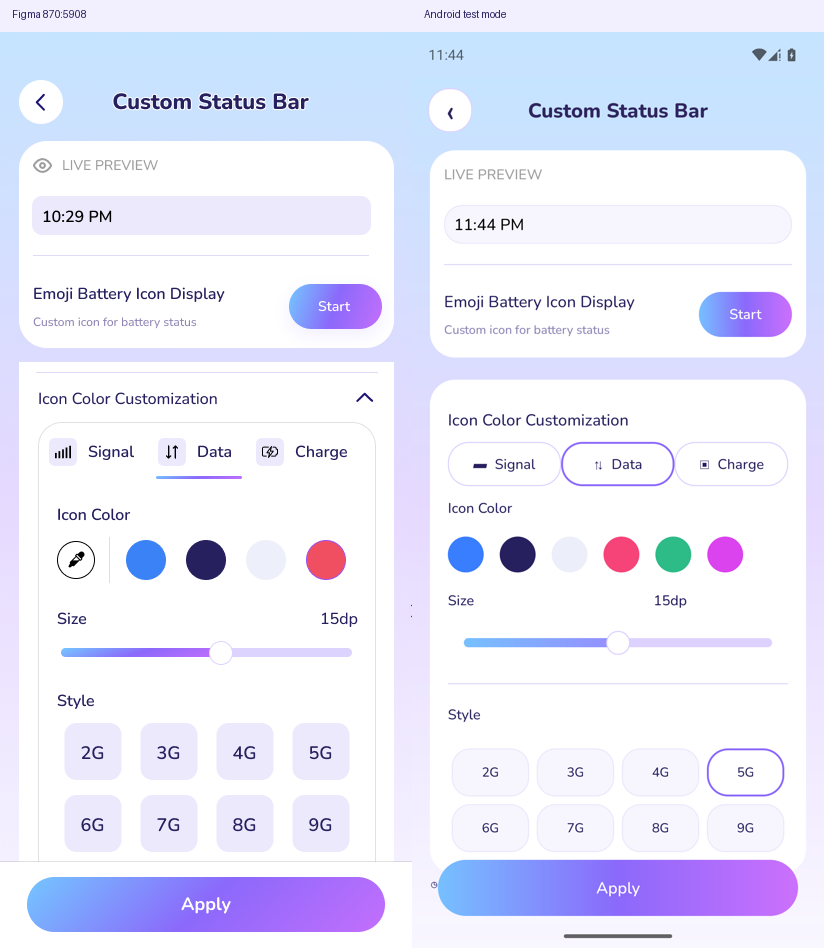 Figma 870:5908
Custom Status Bar
LIVE PREVIEW
10:29 PM
Emoji Battery Icon Display
Custom icon for battery status
Start
Icon Color Customization
Signal
Data
Charge
Icon Color
Size
15dp
Style
2G
3G
4G
5G
6G
7G
8G
9G
Apply
Android test mode
11:44
Custom Status Bar
LIVE PREVIEW
11:44 PM
Emoji Battery Icon Display
Custom icon for battery status
Start
Icon Color Customization
Signal
Data
Charge
Icon Color
Size
15dp
Style
2G
3G
4G
5G
6G
7G
8G
9G
Apply